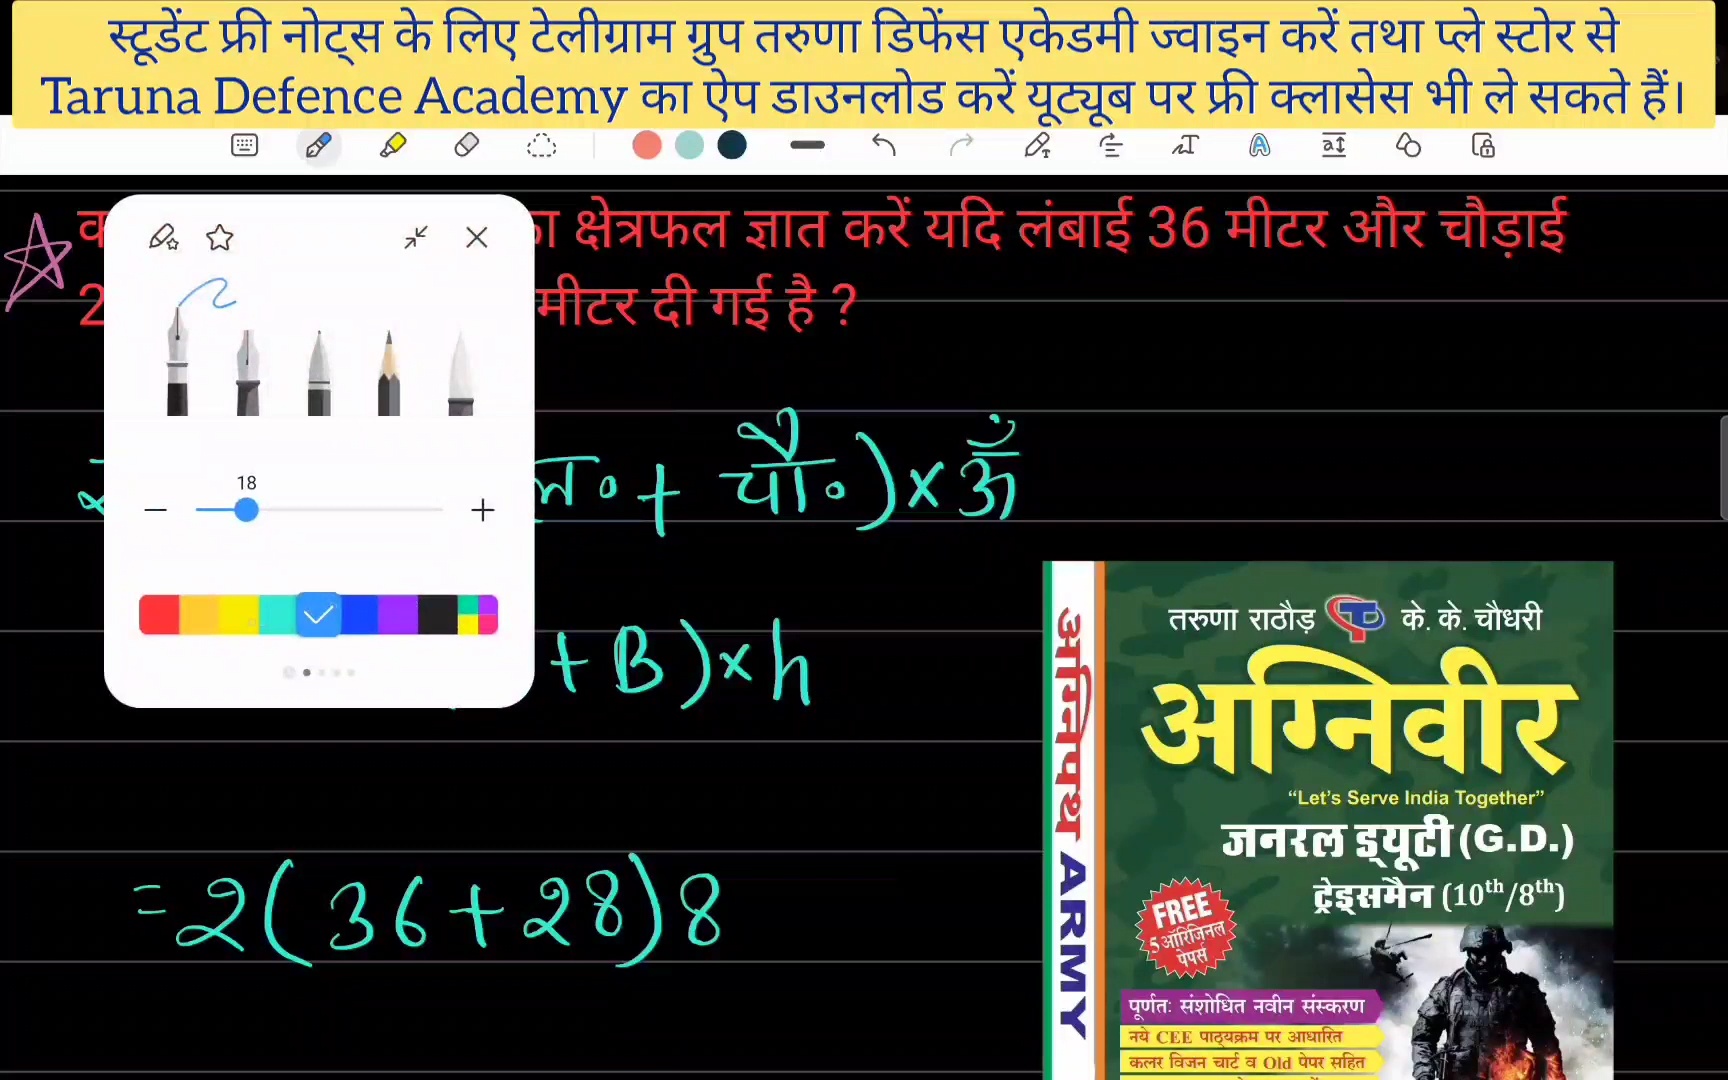 स्टूडेंट फ्री नोट्स के लिए टेलीग्राम ग्रुप तरुणा डिफेंस एकेडमी ज्वाइन करें तथा प्ले स्टोर से
Taruna Defence Academy का ऐप डाउनलोड करें यूट्यूब पर फ्री क्लासेस भी ले सकते हैं।
क्षेत्रफल ज्ञात करें यदि लंबाई 36 मीटर और चौड़ाई
मीटर दी गई है ?
18
+ चौ०)×ऊँ
+ B)×h
=2(36+28)8
तरुणा राठौड़ TD के. के. चौधरी
अग्निवीर
“Let's Serve India Together”
जनरल ड्यूटी (G.D.)
ट्रेड्समैन (10th/8th)
FREE
5 ऑरिजिनल
पेपर्स
पूर्णतः संशोधित नवीन संस्करण
नये CEE पाठ्यक्रम पर आधारित
कलर विजन चार्ट व Old पेपर सहित
अग्निपथ ARMY